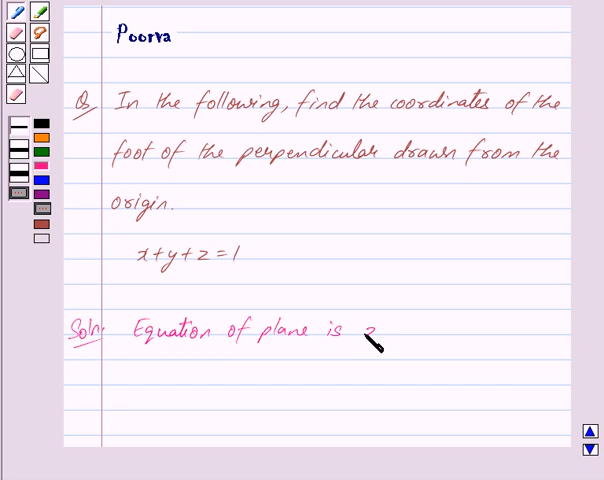 Poorva
Q In the following, find the coordinates of the
foot of the perpendicular drawn from the
origin.
x+y+z=1
Soln: Equation of plane is